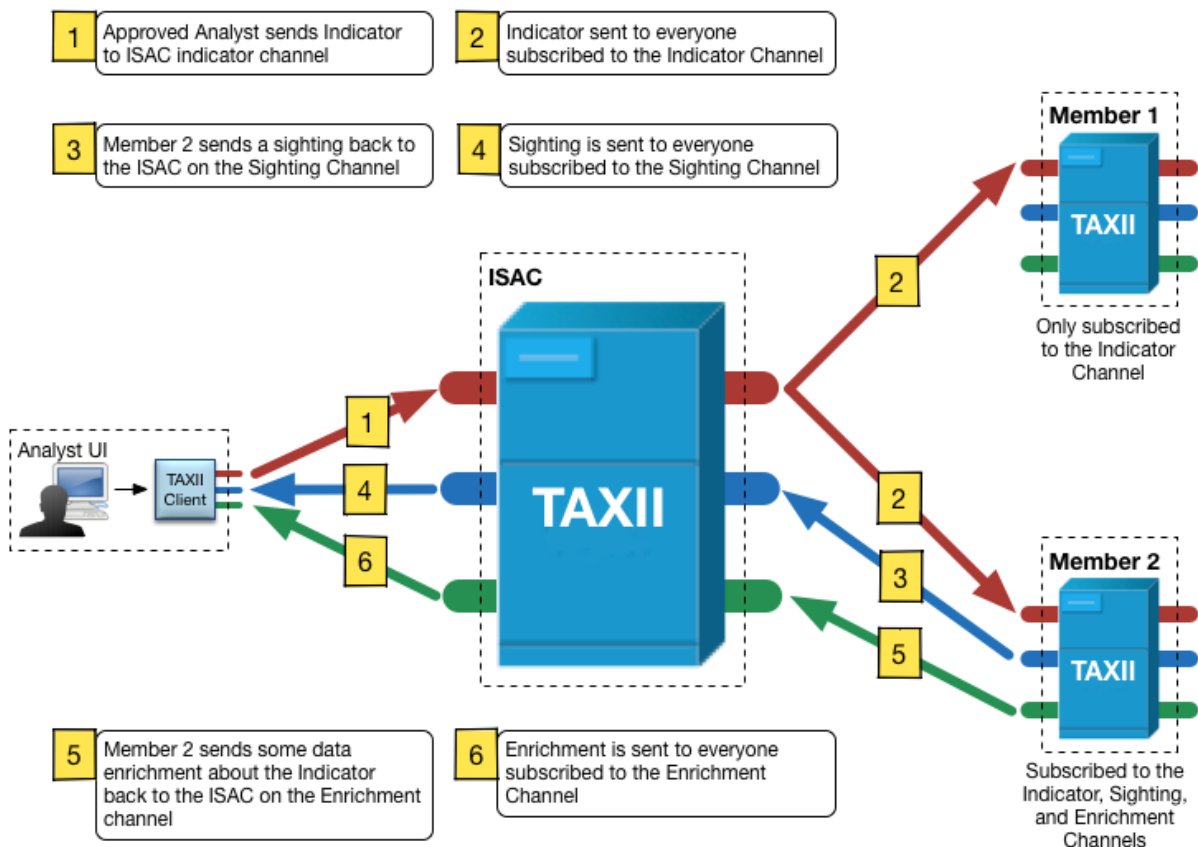 1
Approved Analyst sends Indicator
to ISAC indicator channel
2
Indicator sent to everyone
subscribed to the Indicator Channel
3
Member 2 sends a sighting back to
the ISAC on the Sighting Channel
4
Sighting is sent to everyone
subscribed to the Sighting Channel
Member 1
TAXII
Only subscribed
to the Indicator
Channel
2
ISAC
TAXII
1
4
6
Analyst UI
TAXII
Client
2
3
5
Member 2
TAXII
Subscribed to the
Indicator, Sighting,
and Enrichment
Channels
5
Member 2 sends some data
enrichment about the Indicator
back to the ISAC on the Enrichment
channel
6
Enrichment is sent to everyone
subscribed to the Enrichment
Channel